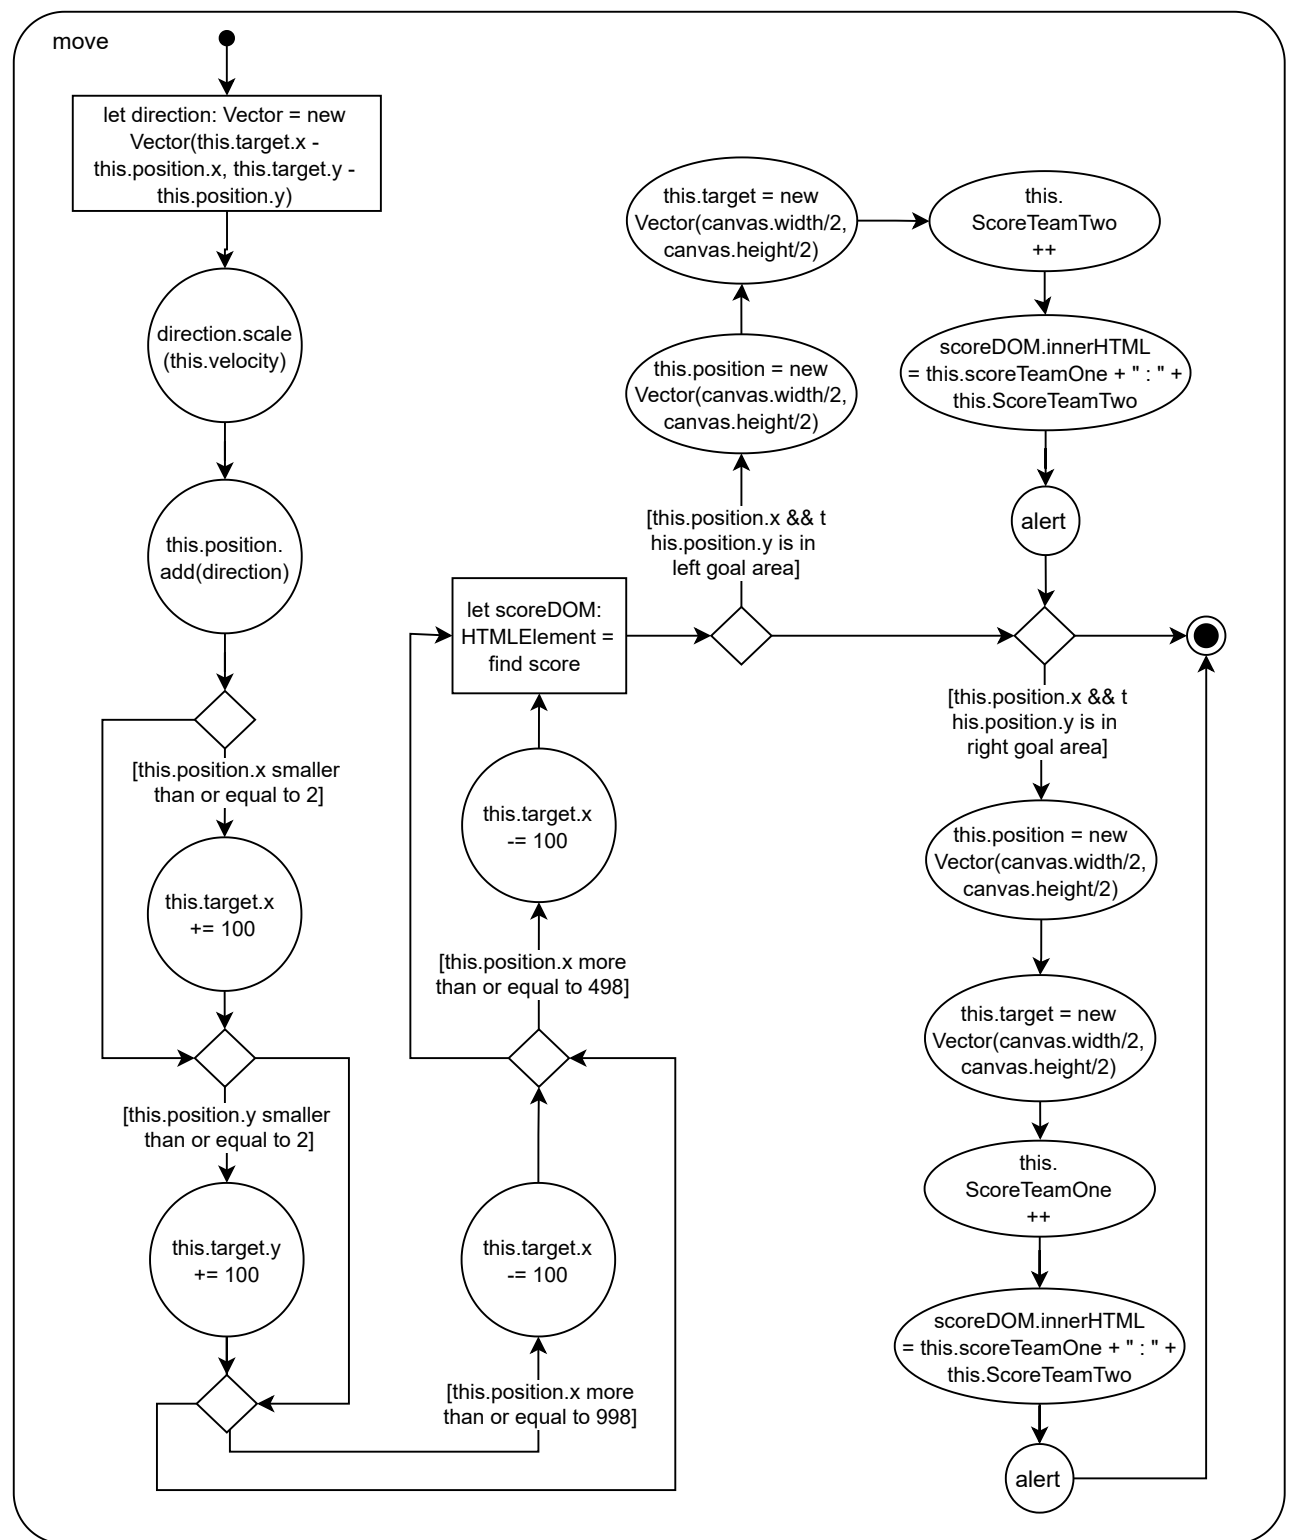 move
let direction: Vector = new
Vector(this.target.x -
this.position.x, this.target.y -
this.position.y)
direction.scale
(this.velocity)
this.position.
add(direction)
[this.position.x smaller
than or equal to 2]
this.target.x
+= 100
[this.position.y smaller
than or equal to 2]
this.target.y
+= 100
[this.position.x more
than or equal to 998]
this.target.x
-= 100
[this.position.x more
than or equal to 498]
this.target.x
-= 100
let scoreDOM:
HTMLElement =
find score
[this.position.x && t
his.position.y is in
left goal area]
this.position = new
Vector(canvas.width/2,
canvas.height/2)
this.target = new
Vector(canvas.width/2,
canvas.height/2)
this.
ScoreTeamTwo
++
scoreDOM.innerHTML
= this.scoreTeamOne + " : " +
this.ScoreTeamTwo
alert
[this.position.x && t
his.position.y is in
right goal area]
this.position = new
Vector(canvas.width/2,
canvas.height/2)
this.target = new
Vector(canvas.width/2,
canvas.height/2)
this.
ScoreTeamOne
++
scoreDOM.innerHTML
= this.scoreTeamOne + " : " +
this.ScoreTeamTwo
alert